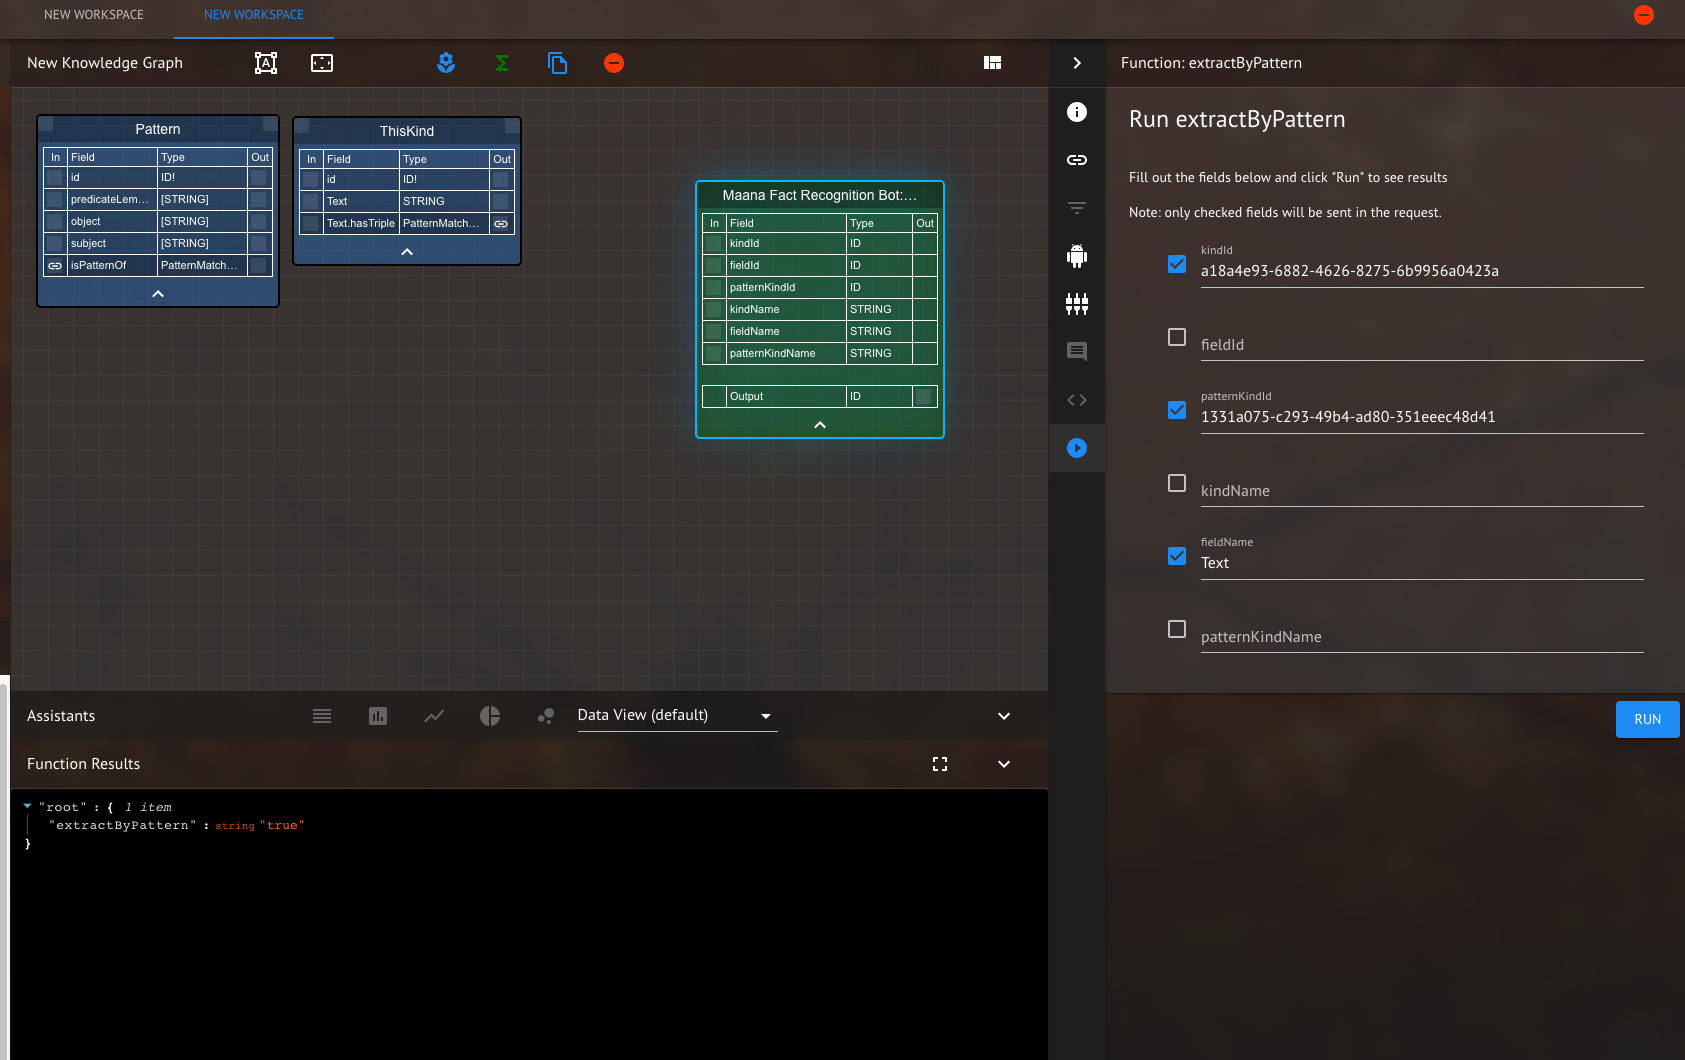 NEW WORKSPACE NEW WORKSPACE
New Knowledge Graph
A
Function: extractByPattern
Pattern
In Field Type Out
id ID!
predicateLem... [STRING]
object [STRING]
subject [STRING]
isPatternOf PatternMatch...
ThisKind
In Field Type Out
id ID!
Text STRING
Text.hasTriple PatternMatch...
Maana Fact Recognition Bot:...
In Field Type Out
kindId ID
fieldId ID
patternKindId ID
kindName STRING
fieldName STRING
patternKindName STRING
Output ID
Run extractByPattern
Fill out the fields below and click "Run" to see results
Note: only checked fields will be sent in the request.
kindId
a18a4e93-6882-4626-8275-6b9956a0423a
fieldId
patternKindId
1331a075-c293-49b4-ad80-351eeec48d41
kindName
fieldName
Text
patternKindName
RUN
Assistants Data View (default)
Function Results
"root" : { 1 item
"extractByPattern" : string "true"
}